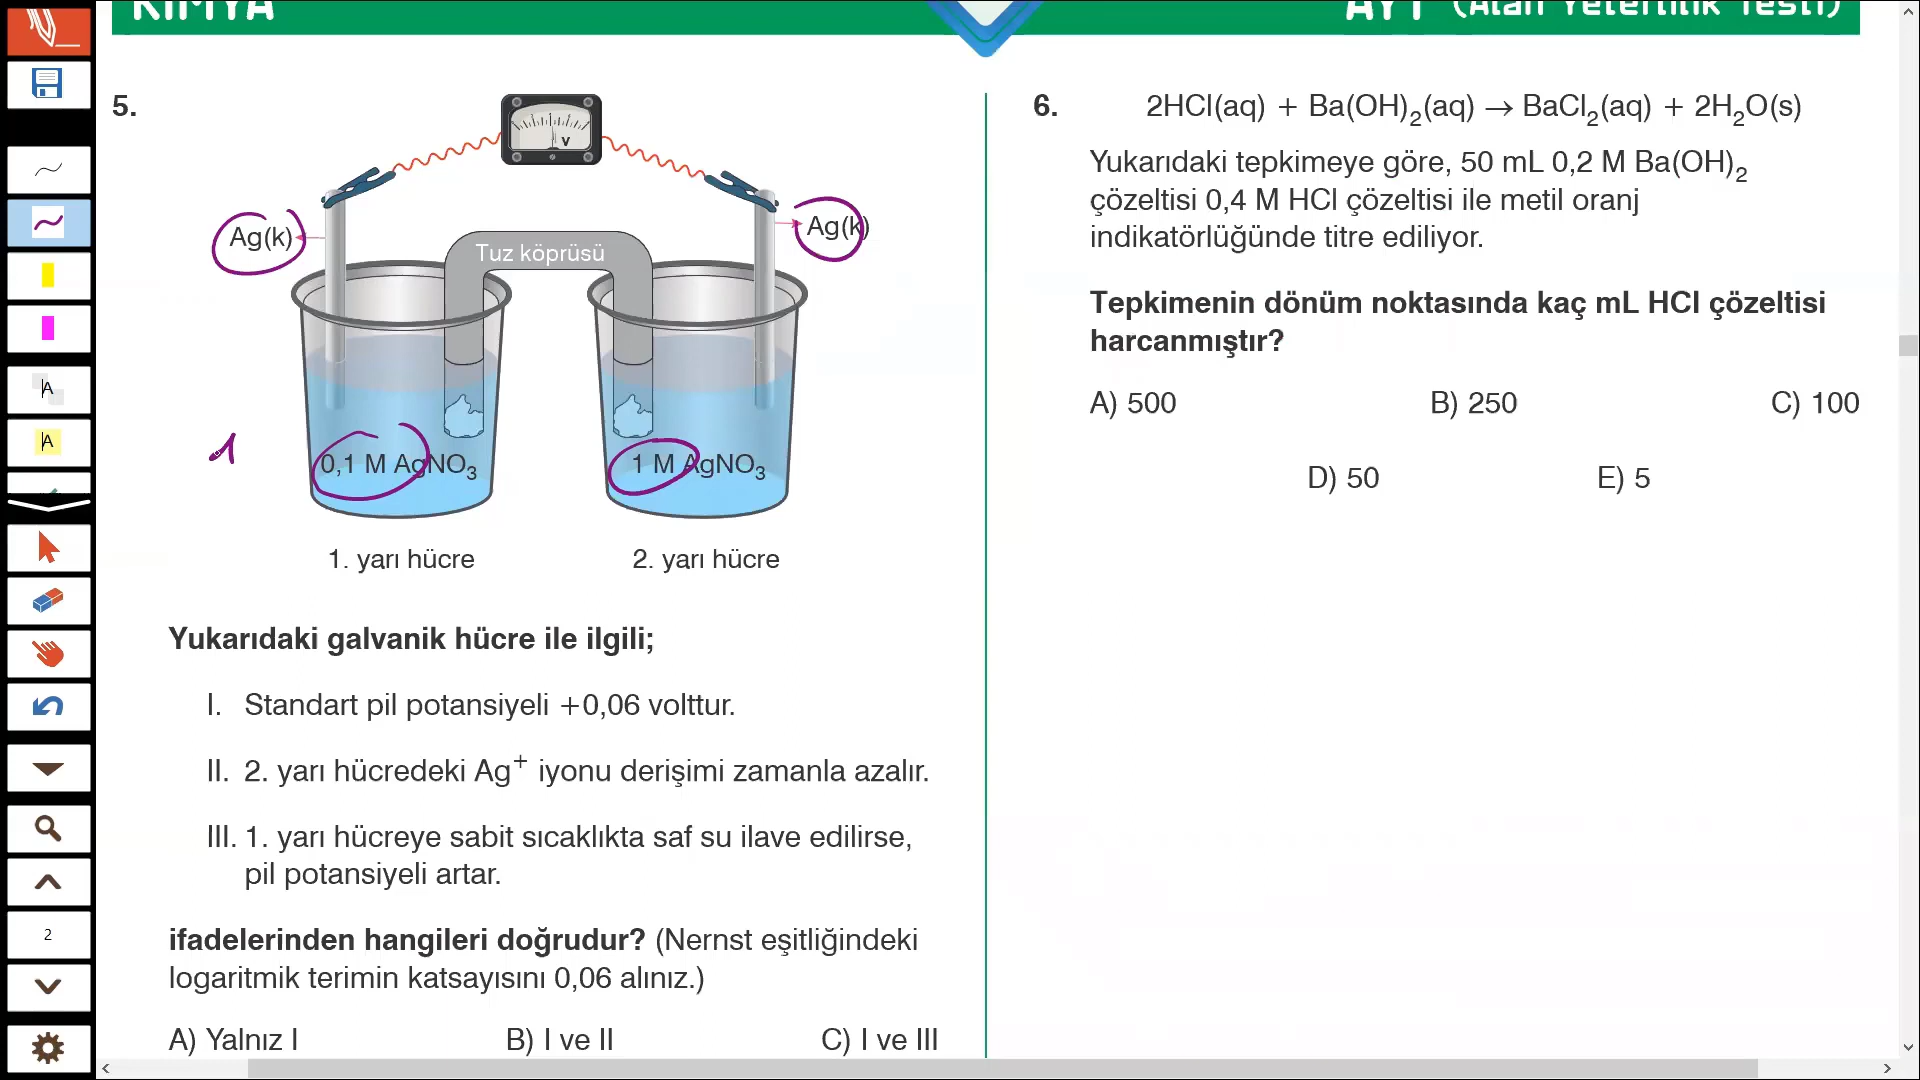 KİMYA
AYT (Alan Yeterlilik Testi)
5.
V
Ag(k)
Ag(k)
Tuz köprüsü
1
0,1 M AgNO3
1 M AgNO3
1. yarı hücre
2. yarı hücre
Yukarıdaki galvanik hücre ile ilgili;
I. Standart pil potansiyeli +0,06 volttur.
II. 2. yarı hücredeki Ag⁺ iyonu derişimi zamanla azalır.
III. 1. yarı hücreye sabit sıcaklıkta saf su ilave edilirse,
pil potansiyeli artar.
ifadelerinden hangileri doğrudur? (Nernst eşitliğindeki
logaritmik terimin katsayısını 0,06 alınız.)
A) Yalnız I B) I ve II C) I ve III
6. 2HCl(aq) + Ba(OH)₂(aq) → BaCl₂(aq) + 2H₂O(s)
Yukarıdaki tepkimeye göre, 50 mL 0,2 M Ba(OH)₂
çözeltisi 0,4 M HCl çözeltisi ile metil oranj
indikatörlüğünde titre ediliyor.
Tepkimenin dönüm noktasında kaç mL HCl çözeltisi
harcanmıştır?
A) 500 B) 250 C) 100
D) 50 E) 5
A
A
2